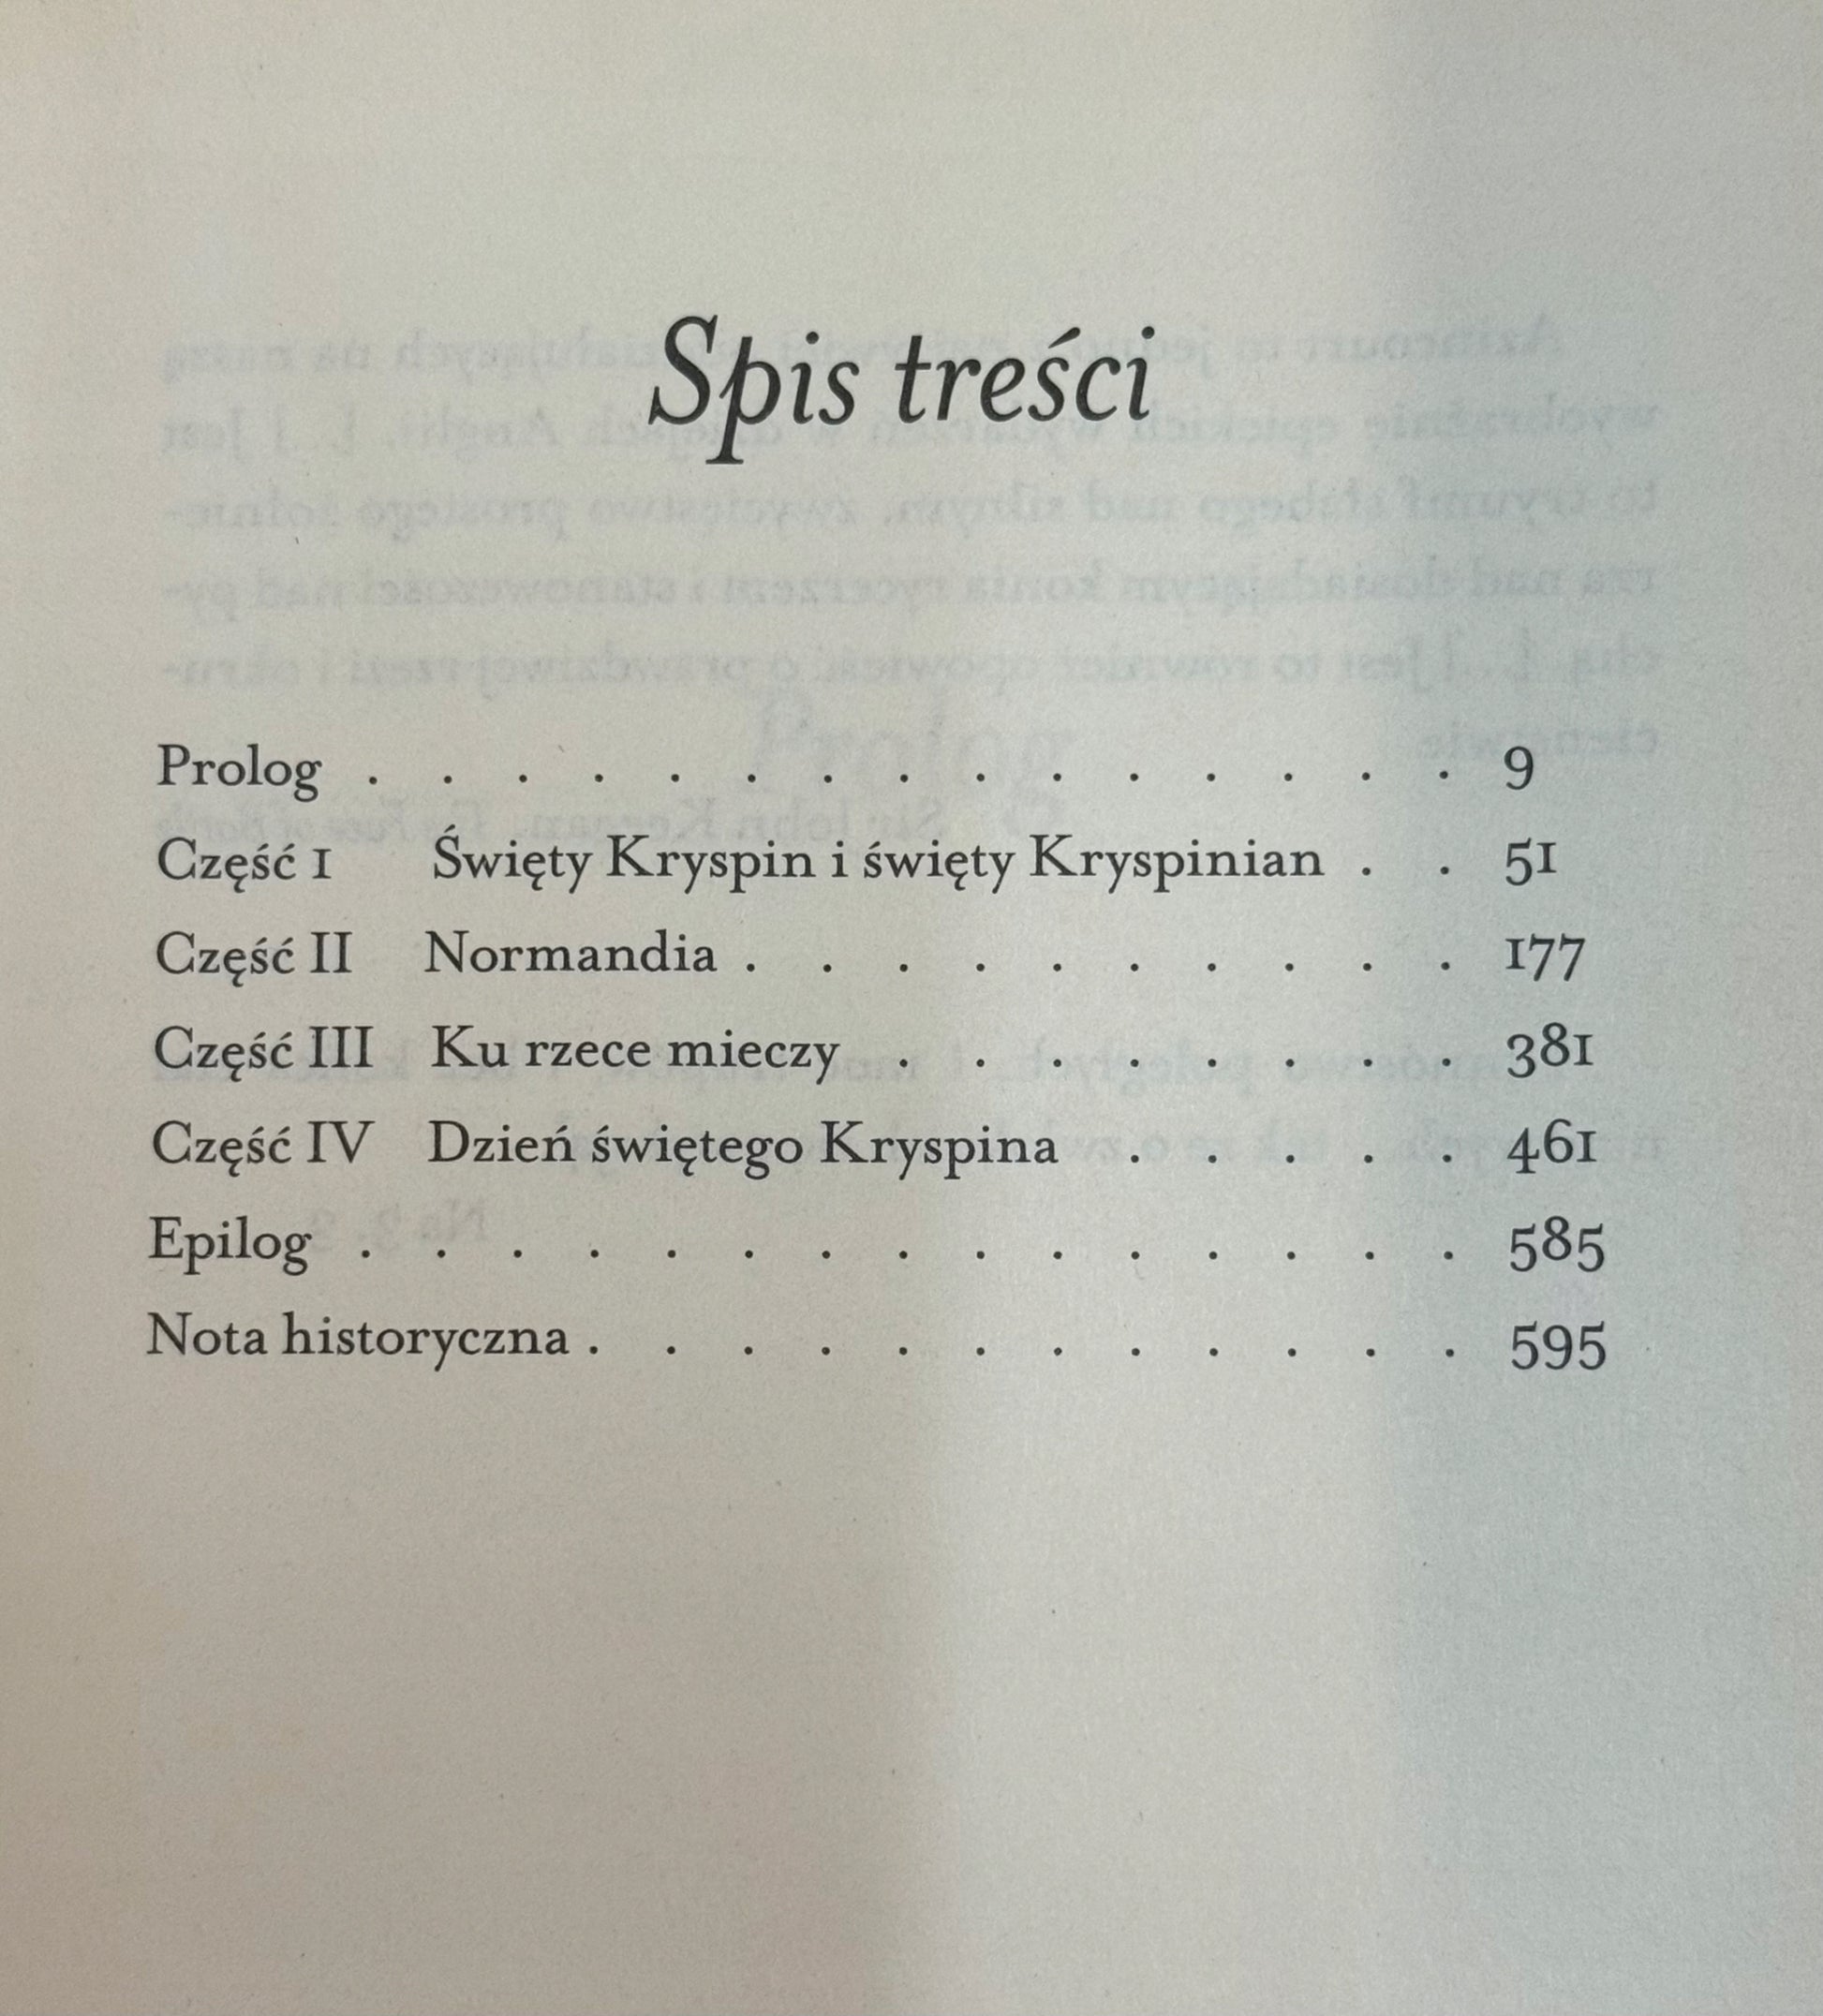 Spis treści
Prolog . . . . . . . . . . . . . . . 9
Część I Święty Kryspin i święty Kryspinian . . 51
Część II Normandia . . . . . . . . . . 177
Część III Ku rzece mieczy . . . . . . . . 381
Część IV Dzień świętego Kryspina . . . . . 461
Epilog . . . . . . . . . . . . . . . 585
Nota historyczna . . . . . . . . . . . . 595